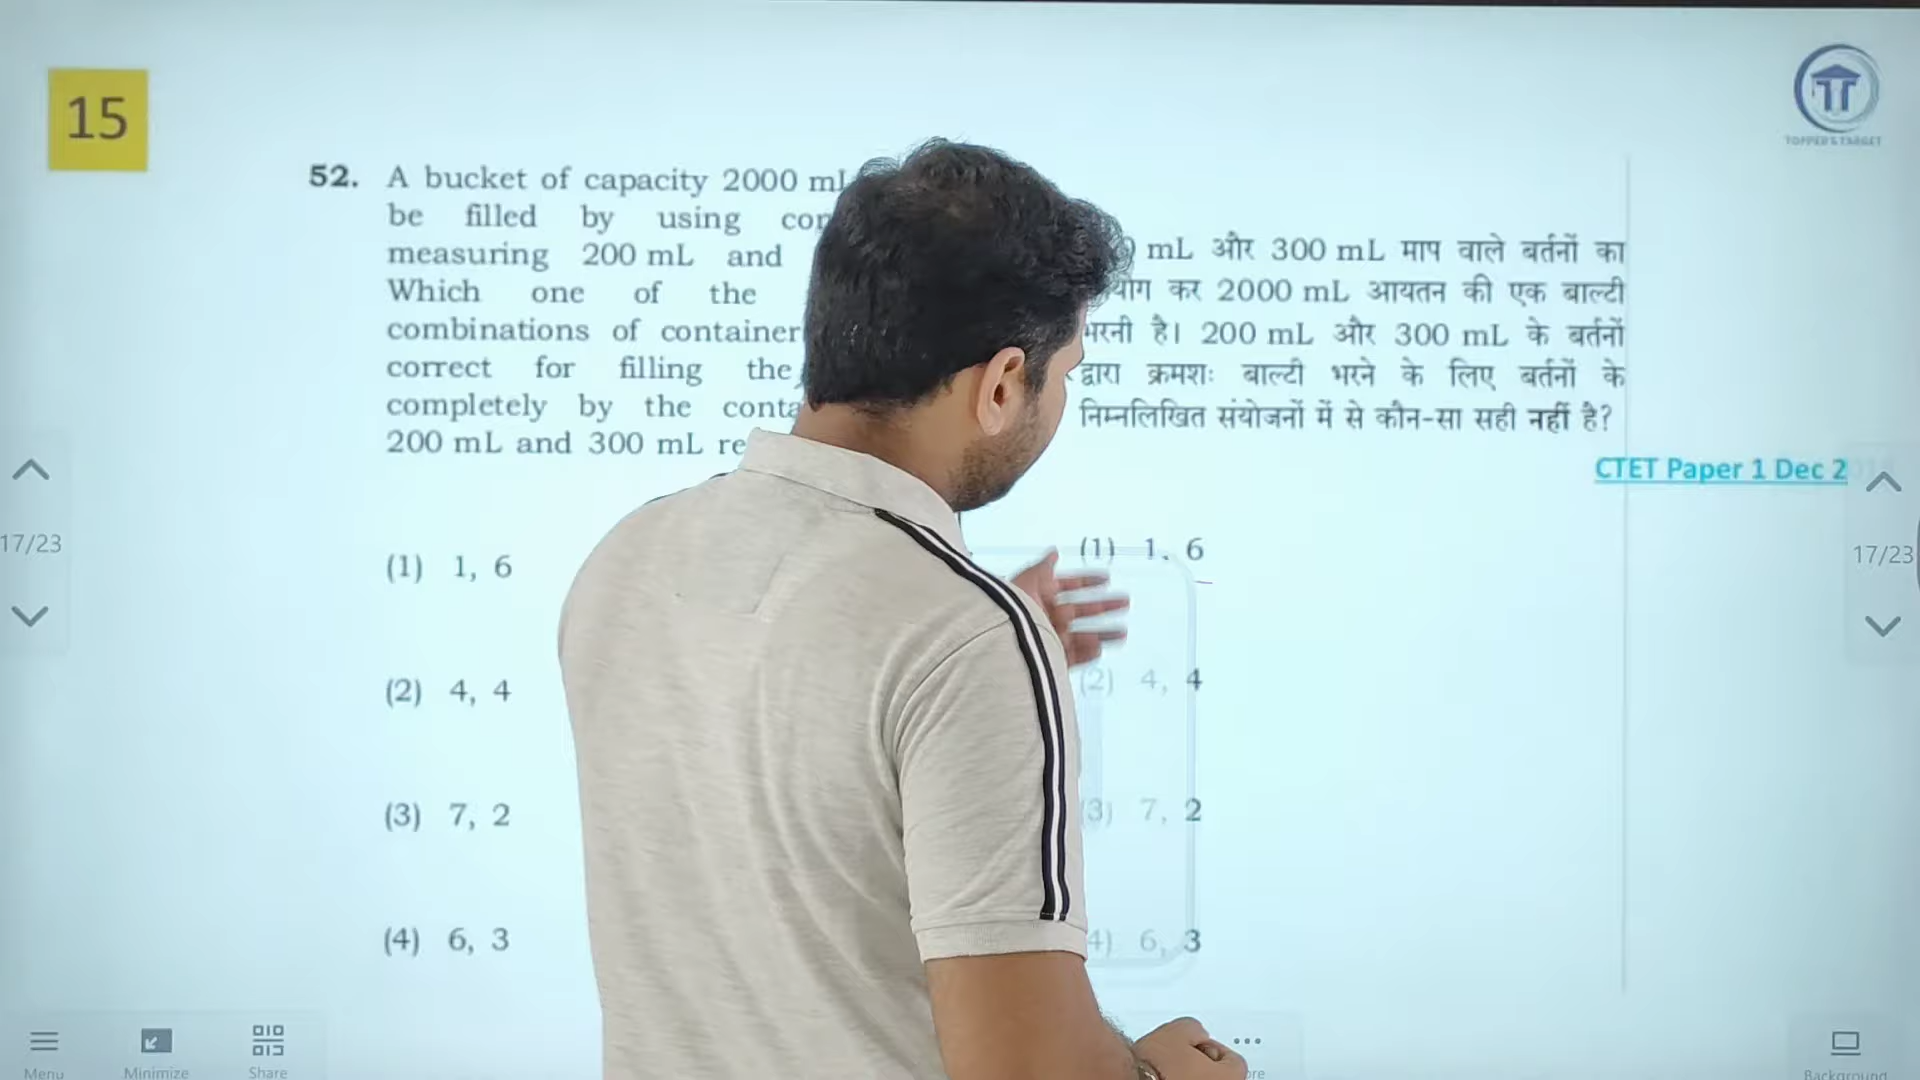 15
TOPPER'S TARGET
52. A bucket of capacity 2000 mL
be filled by using
measuring 200 mL and
Which one of the
combinations of container
correct for filling the
completely by the
200 mL and 300 mL
mL और 300 mL माप वाले बर्तनों का
कर 2000 mL आयतन की एक बाल्टी
भरनी है। 200 mL और 300 mL के बर्तनों
द्वारा क्रमशः बाल्टी भरने के लिए बर्तनों के
निम्नलिखित संयोजनों में से कौन-सा सही नहीं है?
CTET Paper 1 Dec 2
17/23
17/23
(1) 1, 6
(2) 4, 4
(3) 7, 2
(4) 6, 3
(1) 1, 6
(2) 4, 4
(3) 7, 2
4) 6, 3
Menu
Minimize
Share
Background